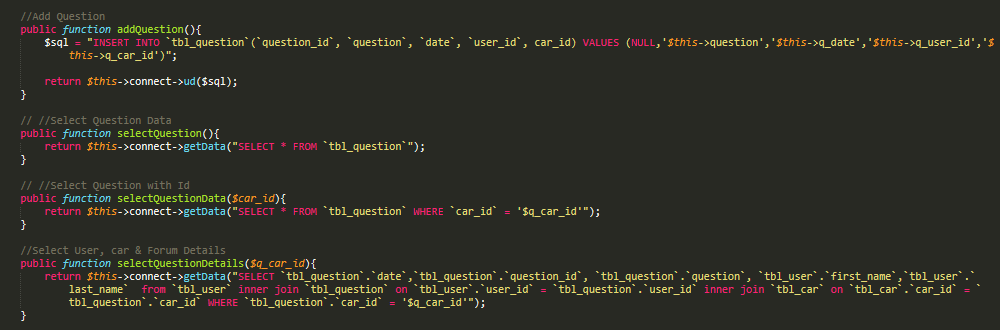 //Add Question
public function addQuestion(){
$sql = "INSERT INTO `tbl_question`(`question_id`, `question`, `date`, `user_id`, car_id) VALUES (NULL,'$this->question','$this->q_date','$this->q_user_id','$
this->q_car_id')";
return $this->connect->ud($sql);
}
// //Select Question Data
public function selectQuestion(){
return $this->connect->getData("SELECT * FROM `tbl_question`");
}
// //Select Question with Id
public function selectQuestionData($car_id){
return $this->connect->getData("SELECT * FROM `tbl_question` WHERE `car_id` = '$q_car_id'");
}
//Select User, car & Forum Details
public function selectQuestionDetails($q_car_id){
return $this->connect->getData("SELECT `tbl_question`.`date`,`tbl_question`.`question_id`, `tbl_question`.`question`, `tbl_user`.`first_name`,`tbl_user`.`
last_name`  from `tbl_user` inner join `tbl_question` on `tbl_user`.`user_id` = `tbl_question`.`user_id` inner join `tbl_car` on `tbl_car`.`car_id` = `
tbl_question`.`car_id` WHERE `tbl_question`.`car_id` = '$q_car_id'");
}